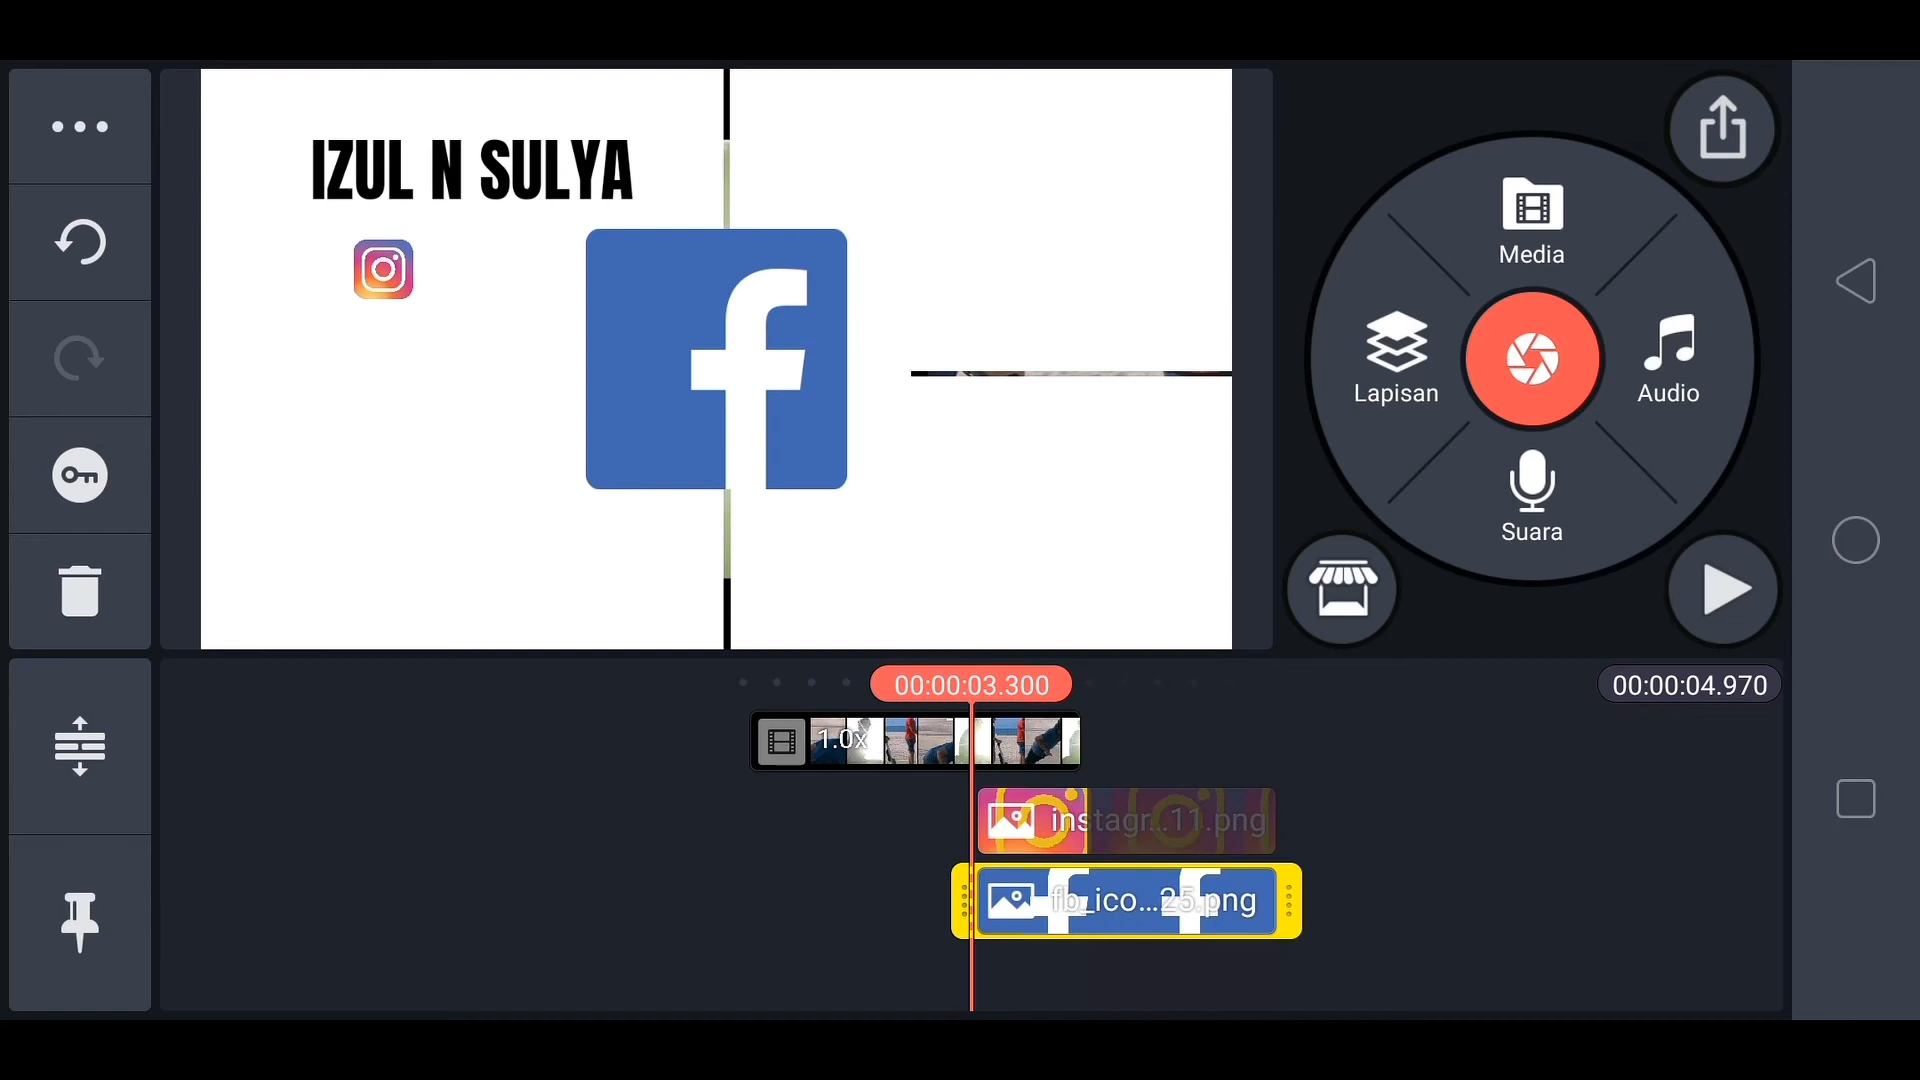 IZUL N SULYA
Media
Lapisan
Audio
Suara
00:00:03.300
00:00:04.970
1.0x
instagr...11.png
fb_ico...25.png